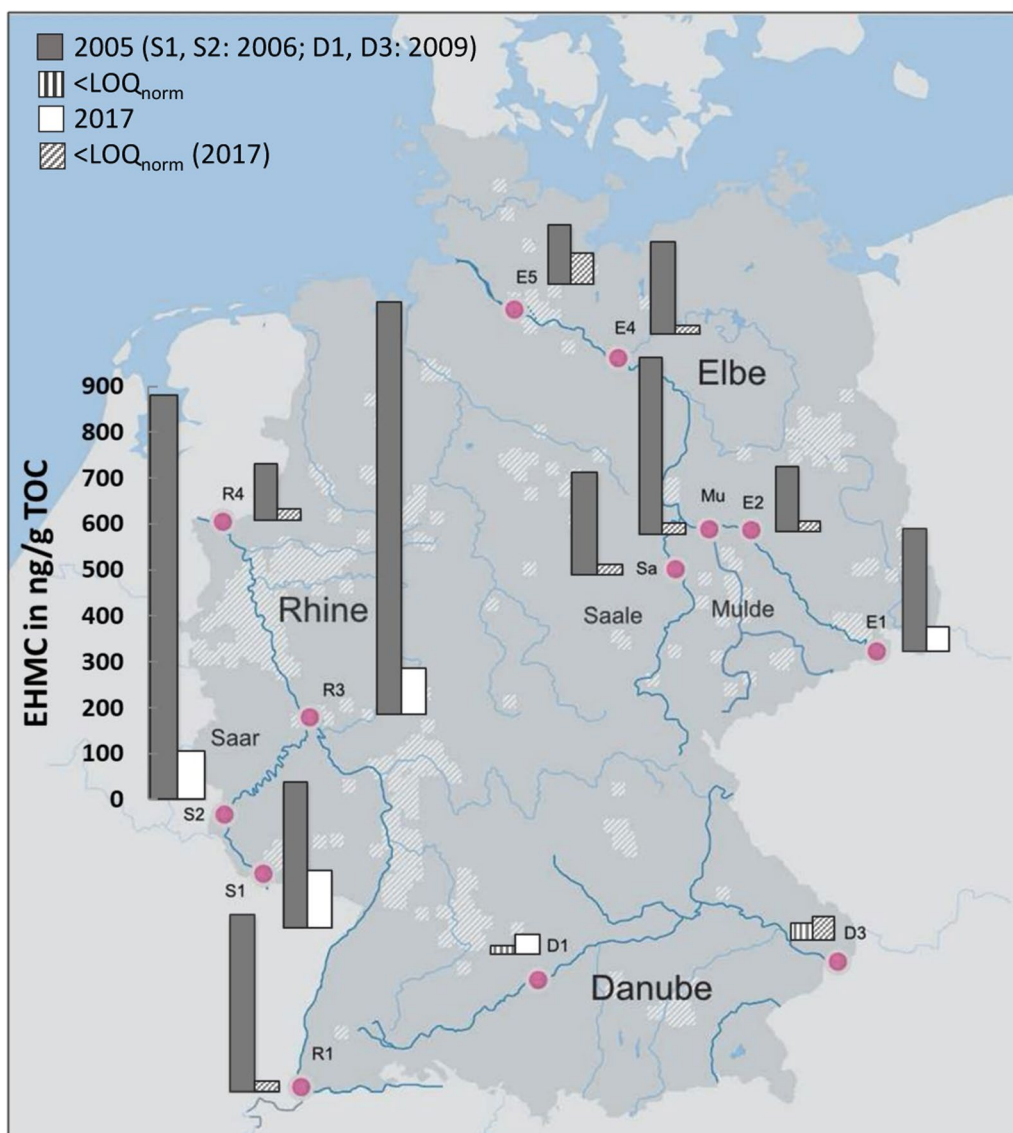 2005 (S1, S2: 2006; D1, D3: 2009)
<LOQnorm
2017
<LOQnorm (2017)
E5
E4
Elbe
900
800
700
600
500
400
300
200
100
0
EHMC in ng/g TOC
R4
Mu
E2
Sa
Rhine
Saale
Mulde
E1
R3
Saar
S2
S1
D1
D3
Danube
R1